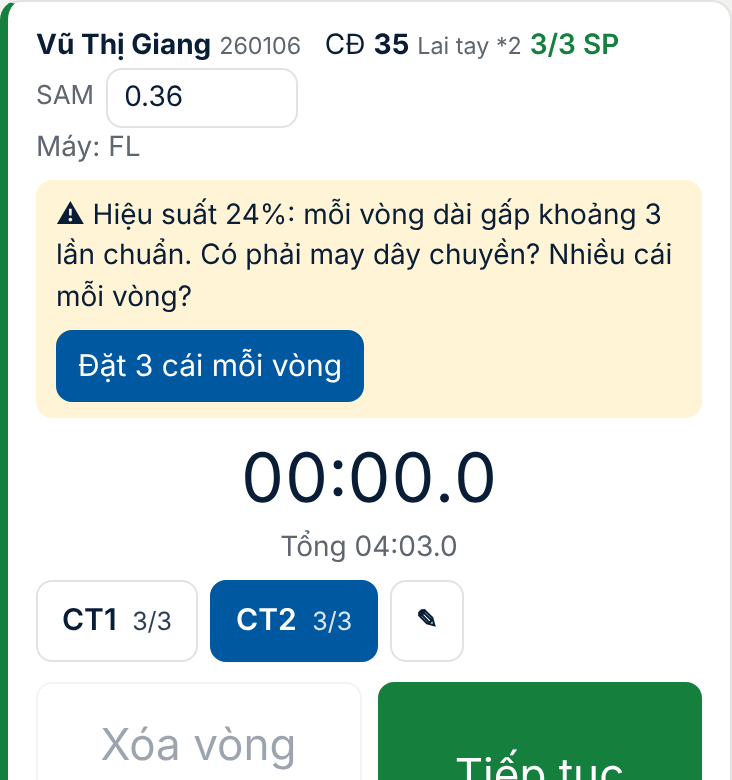 Vũ Thị Giang 260106 CĐ 35 Lai tay *2 3/3 SP
SAM 0.36
Máy: FL
⚠ Hiệu suất 24%: mỗi vòng dài gấp khoảng 3
lần chuẩn. Có phải may dây chuyền? Nhiều cái
mỗi vòng?
Đặt 3 cái mỗi vòng
00:00.0
Tổng 04:03.0
CT1 3/3 CT2 3/3 ✎
Xóa vòng Tiếp tục